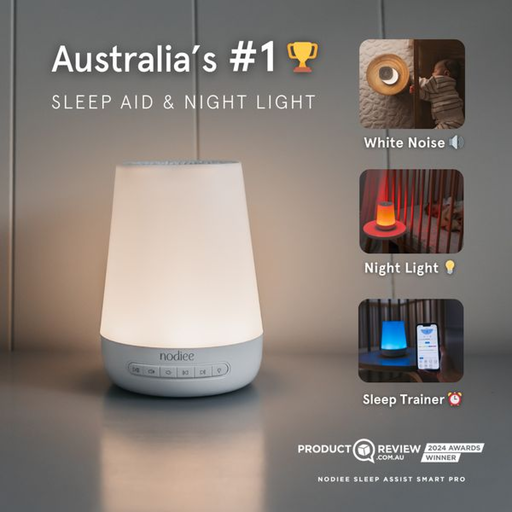 Australia's #1 🏆
SLEEP AID & NIGHT LIGHT
White Noise 🔈
Night Light 💡
Sleep Trainer ⏰
nodiee
PRODUCT REVIEW
.COM.AU
2024 AWARDS
WINNER
NODIEE SLEEP ASSIST SMART PRO